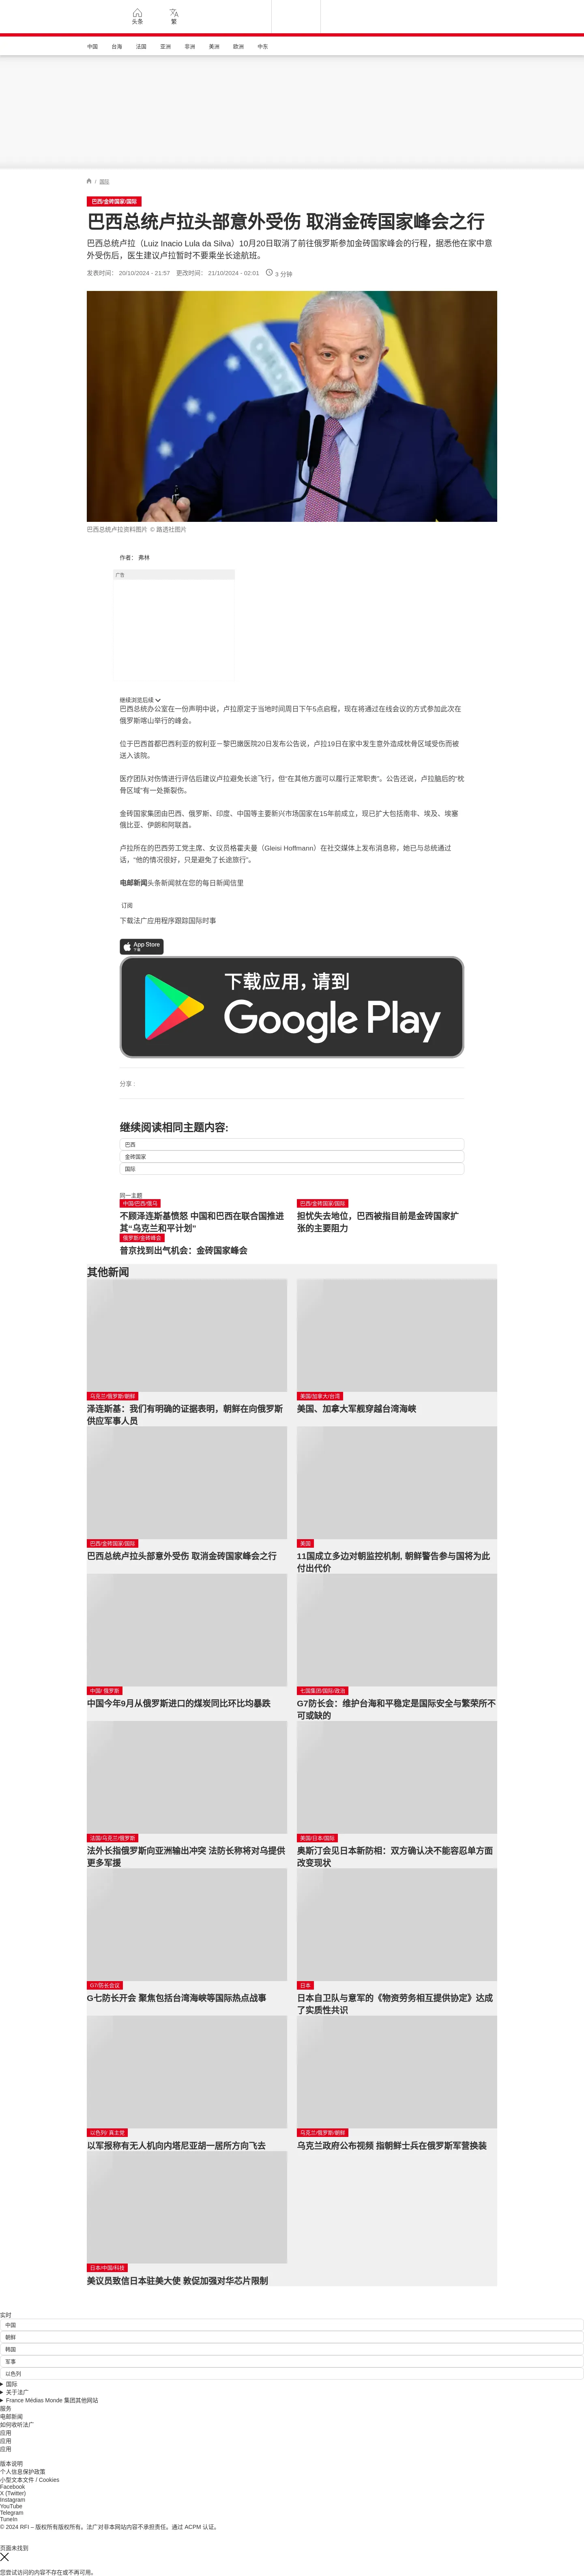 头条
繁
中国
台海
法国
亚洲
非洲
美洲
欧洲
中东
/ 国际
巴西/金砖国家/国际
巴西总统卢拉头部意外受伤 取消金砖国家峰会之行
巴西总统卢拉（Luiz Inacio Lula da Silva）10月20日取消了前往俄罗斯参加金砖国家峰会的行程，据悉他在家中意
外受伤后，医生建议卢拉暂时不要乘坐长途航班。
发表时间： 20/10/2024 - 21:57 更改时间： 21/10/2024 - 02:01 3 分钟
巴西总统卢拉资料图片 © 路透社图片
作者： 弗林
广告
继续浏览后续
巴西总统办公室在一份声明中说，卢拉原定于当地时间周日下午5点启程，现在将通过在线会议的方式参加此次在
俄罗斯喀山举行的峰会。
位于巴西首都巴西利亚的叙利亚－黎巴嫩医院20日发布公告说，卢拉19日在家中发生意外造成枕骨区域受伤而被
送入该院。
医疗团队对伤情进行评估后建议卢拉避免长途飞行，但“在其他方面可以履行正常职责”。公告还说，卢拉脑后的“枕
骨区域”有一处撕裂伤。
金砖国家集团由巴西、俄罗斯、印度、中国等主要新兴市场国家在15年前成立，现已扩大包括南非、埃及、埃塞
俄比亚、伊朗和阿联酋。
卢拉所在的巴西劳工党主席、女议员格霍夫曼（Gleisi Hoffmann）在社交媒体上发布消息称，她已与总统通过
话，“他的情况很好，只是避免了长途旅行”。
电邮新闻头条新闻就在您的每日新闻信里
订阅
下载法广应用程序跟踪国际时事
App Store
下载
下载应用，请到
Google Play
分享 :
继续阅读相同主题内容:
巴西
金砖国家
国际
同一主题
中国/巴西/俄乌
不顾泽连斯基愤怒 中国和巴西在联合国推进
其“乌克兰和平计划”
巴西/金砖国家/国际
担忧失去地位，巴西被指目前是金砖国家扩
张的主要阻力
俄罗斯/金砖峰会
普京找到出气机会：金砖国家峰会
其他新闻
乌克兰/俄罗斯/朝鲜
泽连斯基：我们有明确的证据表明，朝鲜在向俄罗斯
供应军事人员
美国/加拿大/台湾
美国、加拿大军舰穿越台湾海峡
巴西/金砖国家/国际
巴西总统卢拉头部意外受伤 取消金砖国家峰会之行
美国
11国成立多边对朝监控机制, 朝鲜警告参与国将为此
付出代价
中国/ 俄罗斯
中国今年9月从俄罗斯进口的煤炭同比环比均暴跌
七国集团/国际/政治
G7防长会：维护台海和平稳定是国际安全与繁荣所不
可或缺的
法国/乌克兰/俄罗斯
法外长指俄罗斯向亚洲输出冲突 法防长称将对乌提供
更多军援
美国/日本/国际
奥斯汀会见日本新防相：双方确认决不能容忍单方面
改变现状
G7/防长会议
G七防长开会 聚焦包括台湾海峡等国际热点战事
日本
日本自卫队与意军的《物资劳务相互提供协定》达成
了实质性共识
以色列/ 真主党
以军报称有无人机向内塔尼亚胡一居所方向飞去
乌克兰/俄罗斯/朝鲜
乌克兰政府公布视频 指朝鲜士兵在俄罗斯军营换装
日本/中国/科技
美议员致信日本驻美大使 敦促加强对华芯片限制
实时
中国
朝鲜
韩国
军事
以色列
国际
关于法广
France Médias Monde 集团其他网站
服务
电邮新闻
如何收听法广
应用
应用
应用
版本说明
个人信息保护政策
小型文本文件 / Cookies
Facebook
X (Twitter)
Instagram
YouTube
Telegram
TuneIn
© 2024 RFI – 版权所有版权所有。法广对非本网站内容不承担责任。通过 ACPM 认证。
页面未找到
您尝试访问的内容不存在或不再可用。